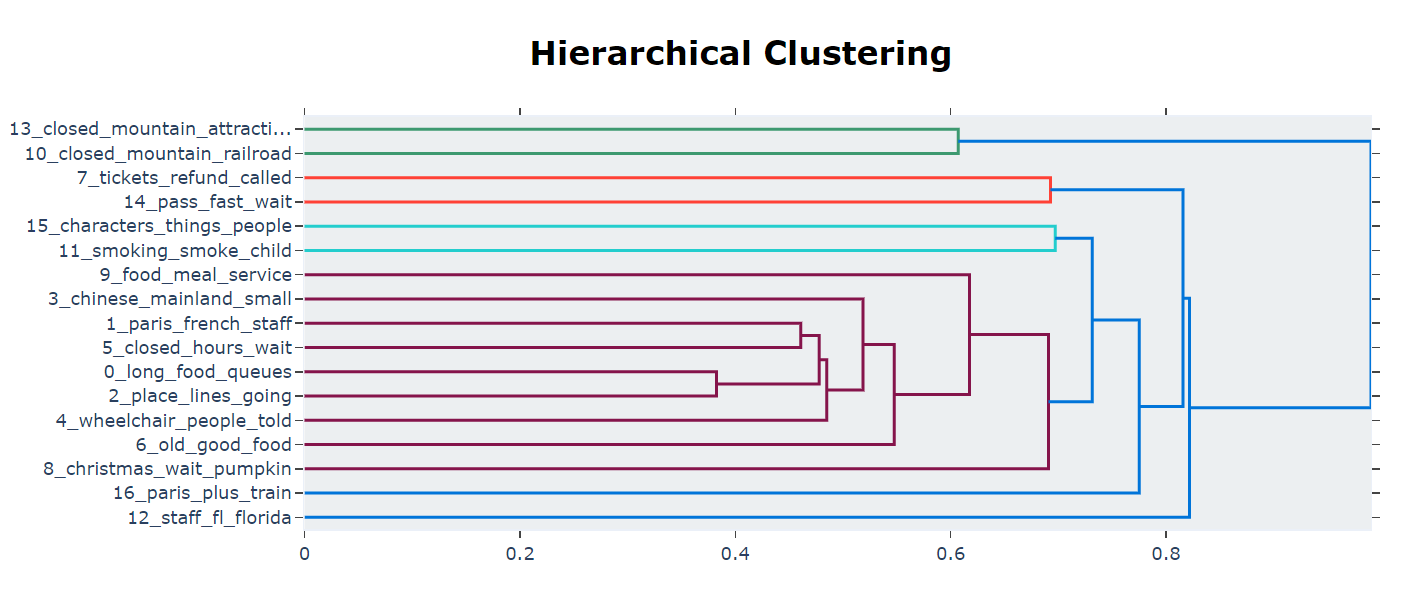 Hierarchical Clustering
13_closed_mountain_attracti...
10_closed_mountain_railroad
7_tickets_refund_called
14_pass_fast_wait
15_characters_things_people
11_smoking_smoke_child
9_food_meal_service
3_chinese_mainland_small
1_paris_french_staff
5_closed_hours_wait
0_long_food_queues
2_place_lines_going
4_wheelchair_people_told
6_old_good_food
8_christmas_wait_pumpkin
16_paris_plus_train
12_staff_fl_florida
0 0.2 0.4 0.6 0.8